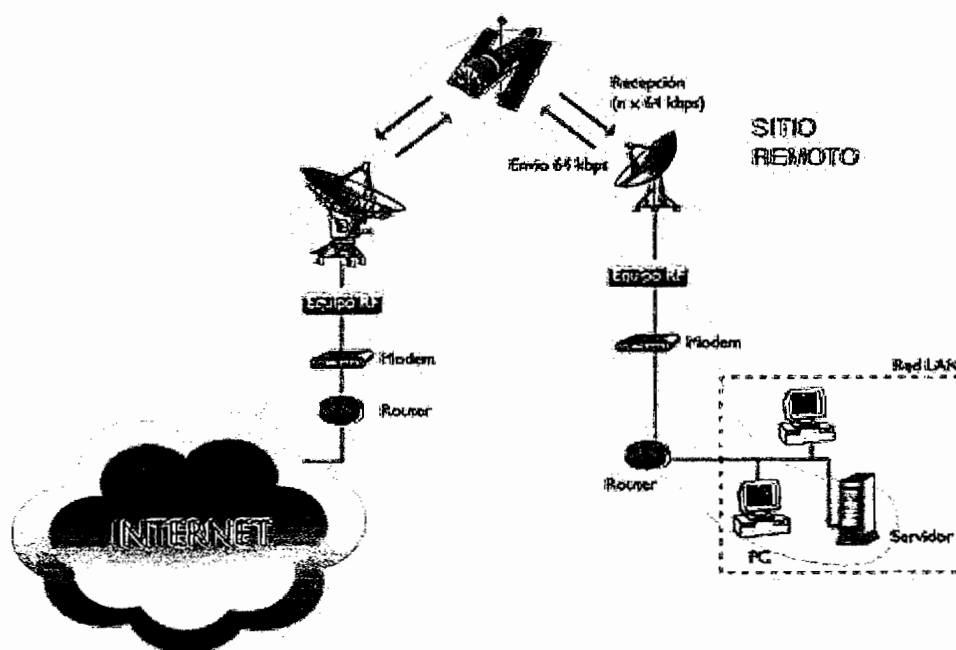 Recepción
(n x 64 kbps)
SITIO
REMOTO
Envío 64 kbps
Equipo RF
Equipo RF
Modem
Modem
Router
Red LAN
Router
INTERNET
PC
Servidor